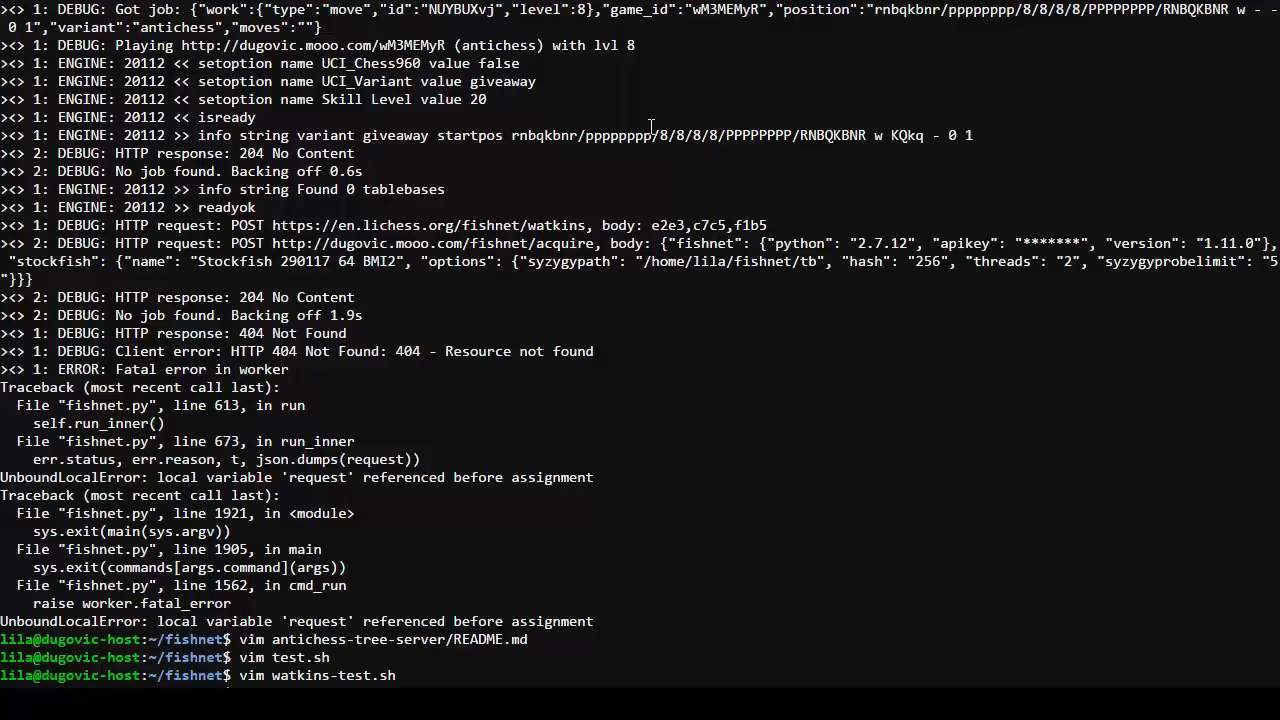 ><> 1: DEBUG: Got job: {"work":{"type":"move","id":"NUYBUXvj","level":8},"game_id":"wM3MEMyR","position":"rnbqkbnr/pppppppp/8/8/8/8/PPPPPPPP/RNBQKBNR w - -
0 1","variant":"antichess","moves":""}
><> 1: DEBUG: Playing http://dugovic.mooo.com/wM3MEMyR (antichess) with lvl 8
><> 1: ENGINE: 20112 << setoption name UCI_Chess960 value false
><> 1: ENGINE: 20112 << setoption name UCI_Variant value giveaway
><> 1: ENGINE: 20112 << setoption name Skill Level value 20
><> 1: ENGINE: 20112 << isready
><> 1: ENGINE: 20112 >> info string variant giveaway startpos rnbqkbnr/pppppppp/8/8/8/8/PPPPPPPP/RNBQKBNR w KQkq - 0 1
><> 2: DEBUG: HTTP response: 204 No Content
><> 2: DEBUG: No job found. Backing off 0.6s
><> 1: ENGINE: 20112 >> info string Found 0 tablebases
><> 1: ENGINE: 20112 >> readyok
><> 1: DEBUG: HTTP request: POST https://en.lichess.org/fishnet/watkins, body: e2e3,c7c5,f1b5
><> 2: DEBUG: HTTP request: POST http://dugovic.mooo.com/fishnet/acquire, body: {"fishnet": {"python": "2.7.12", "apikey": "*******", "version": "1.11.0"},
"stockfish": {"name": "Stockfish 290117 64 BMI2", "options": {"syzygypath": "/home/lila/fishnet/tb", "hash": "256", "threads": "2", "syzygyprobelimit": "5
"}}}
><> 2: DEBUG: HTTP response: 204 No Content
><> 2: DEBUG: No job found. Backing off 1.9s
><> 1: DEBUG: HTTP response: 404 Not Found
><> 1: DEBUG: Client error: HTTP 404 Not Found: 404 - Resource not found
><> 1: ERROR: Fatal error in worker
Traceback (most recent call last):
  File "fishnet.py", line 613, in run
    self.run_inner()
  File "fishnet.py", line 673, in run_inner
    err.status, err.reason, t, json.dumps(request))
UnboundLocalError: local variable 'request' referenced before assignment
Traceback (most recent call last):
  File "fishnet.py", line 1921, in <module>
    sys.exit(main(sys.argv))
  File "fishnet.py", line 1905, in main
    sys.exit(commands[args.command](args))
  File "fishnet.py", line 1562, in cmd_run
    raise worker.fatal_error
UnboundLocalError: local variable 'request' referenced before assignment
lila@dugovic-host:~/fishnet$ vim antichess-tree-server/README.md
lila@dugovic-host:~/fishnet$ vim test.sh
lila@dugovic-host:~/fishnet$ vim watkins-test.sh